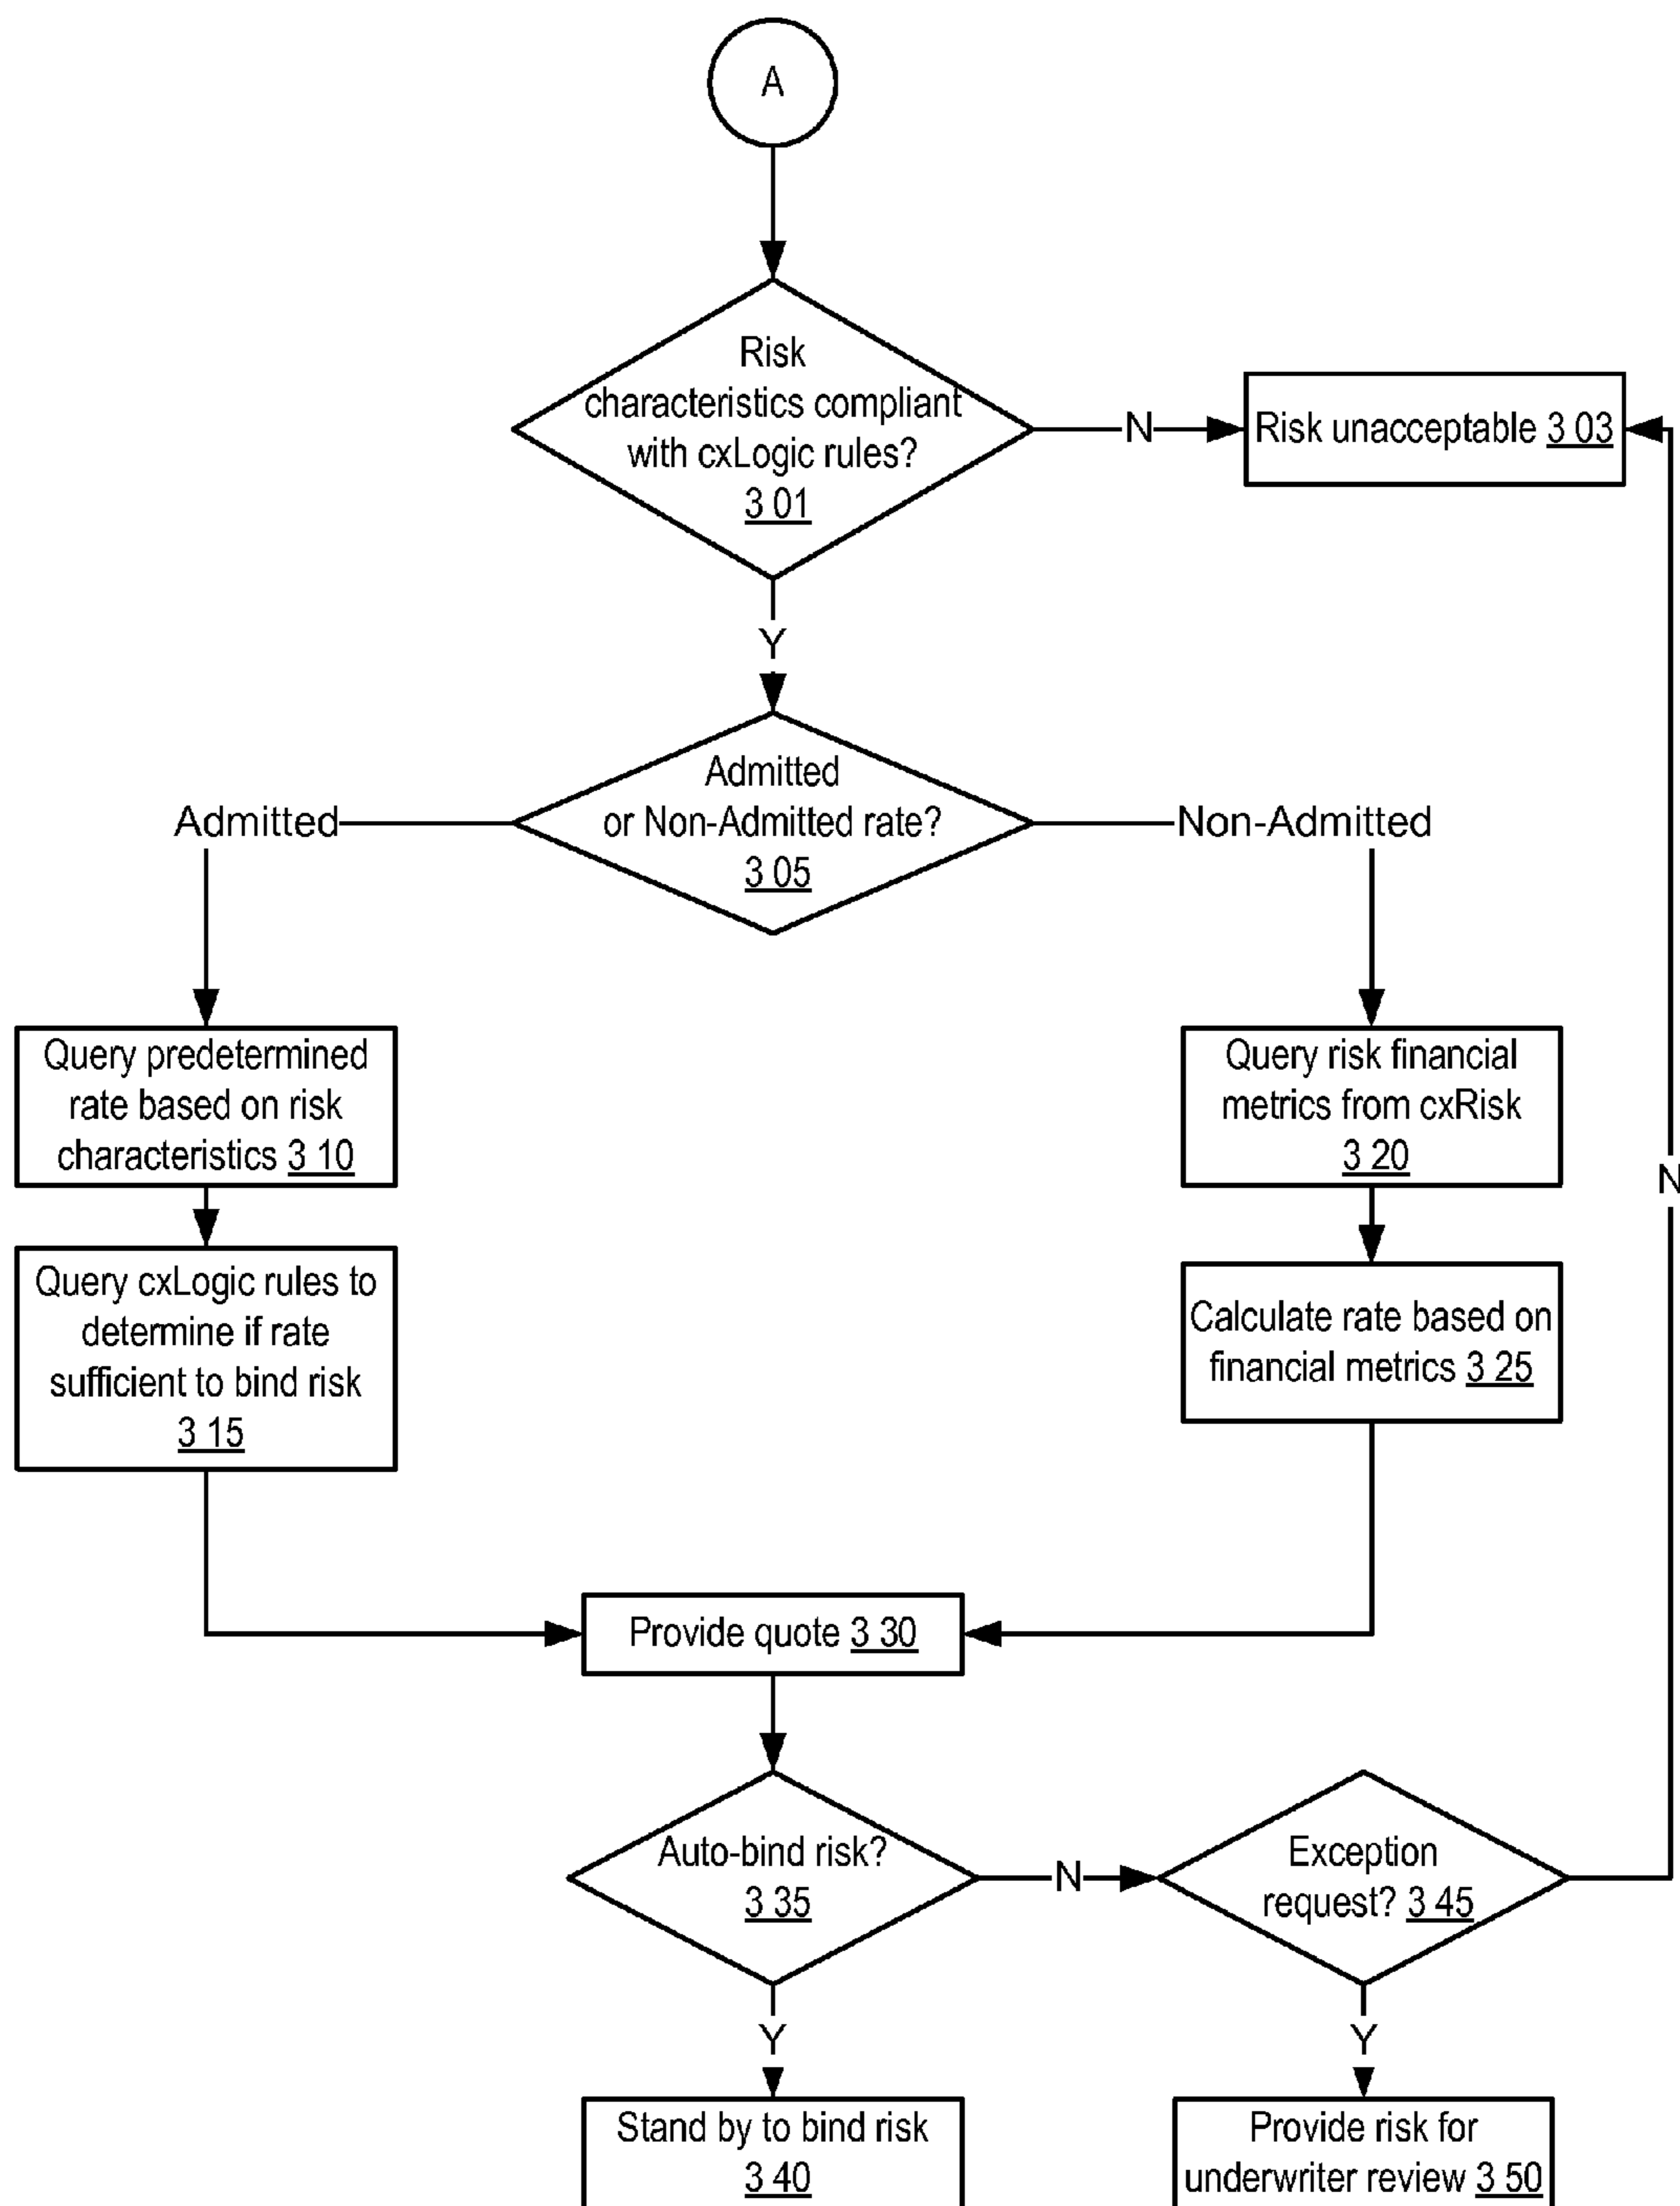 A
Risk
characteristics compliant
with cxLogic rules?
3 01
N
Risk unacceptable 3 03
Y
Admitted
or Non-Admitted rate?
3 05
Admitted
Non-Admitted
Query predetermined
rate based on risk
characteristics 3 10
Query risk financial
metrics from cxRisk
3 20
N
Query cxLogic rules to
determine if rate
sufficient to bind risk
3 15
Calculate rate based on
financial metrics 3 25
Provide quote 3 30
Auto-bind risk?
3 35
N
Exception
request? 3 45
Y
Y
Stand by to bind risk
3 40
Provide risk for
underwriter review 3 50